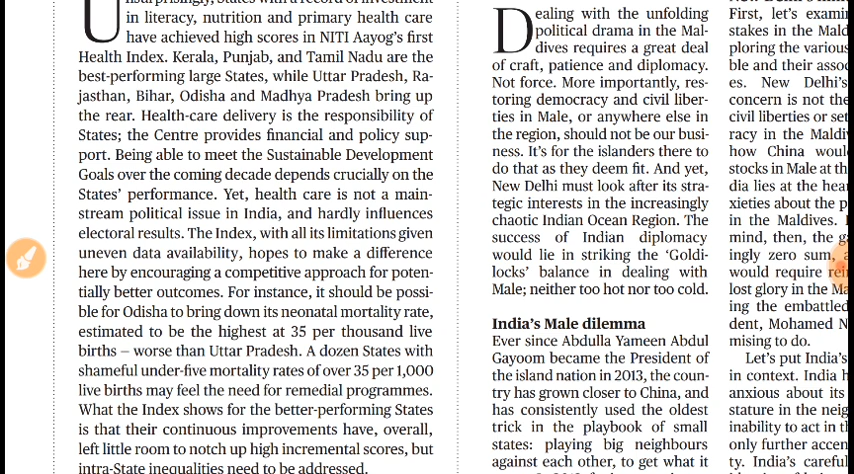 in literacy, nutrition and primary health care
have achieved high scores in NITI Aayog's first
Health Index. Kerala, Punjab, and Tamil Nadu are the
best-performing large States, while Uttar Pradesh, Ra-
jasthan, Bihar, Odisha and Madhya Pradesh bring up
the rear. Health-care delivery is the responsibility of
States; the Centre provides financial and policy sup-
port. Being able to meet the Sustainable Development
Goals over the coming decade depends crucially on the
States' performance. Yet, health care is not a main-
stream political issue in India, and hardly influences
electoral results. The Index, with all its limitations given
uneven data availability, hopes to make a difference
here by encouraging a competitive approach for poten-
tially better outcomes. For instance, it should be possi-
ble for Odisha to bring down its neonatal mortality rate,
estimated to be the highest at 35 per thousand live
births – worse than Uttar Pradesh. A dozen States with
shameful under-five mortality rates of over 35 per 1,000
live births may feel the need for remedial programmes.
What the Index shows for the better-performing States
is that their continuous improvements have, overall,
left little room to notch up high incremental scores, but
intra-State inequalities need to be addressed.
Dealing with the unfolding
political drama in the Mal-
dives requires a great deal
of craft, patience and diplomacy.
Not force. More importantly, res-
toring democracy and civil liber-
ties in Male, or anywhere else in
the region, should not be our busi-
ness. It's for the islanders there to
do that as they deem fit. And yet,
New Delhi must look after its stra-
tegic interests in the increasingly
chaotic Indian Ocean Region. The
success of Indian diplomacy
would lie in striking the 'Goldi-
locks' balance in dealing with
Male; neither too hot nor too cold.
India's Male dilemma
Ever since Abdulla Yameen Abdul
Gayoom became the President of
the island nation in 2013, the coun-
try has grown closer to China, and
has consistently used the oldest
trick in the playbook of small
states: playing big neighbours
against each other, to get what it
First, let's exami
stakes in the Mald
ploring the various
ble and their assoc
es. New Delhi's
concern is not the
civil liberties or set
racy in the Maldi
how China woul
stocks in Male at th
dia lies at the hea
xieties about the p
in the Maldives.
mind, then, the g
ingly zero sum,
would require rei
lost glory in the Ma
ing the embattled
dent, Mohamed N
mising to do.
Let's put India's
in context. India h
anxious about its
stature in the neig
inability to act in t
only further accen
ty. India's careful